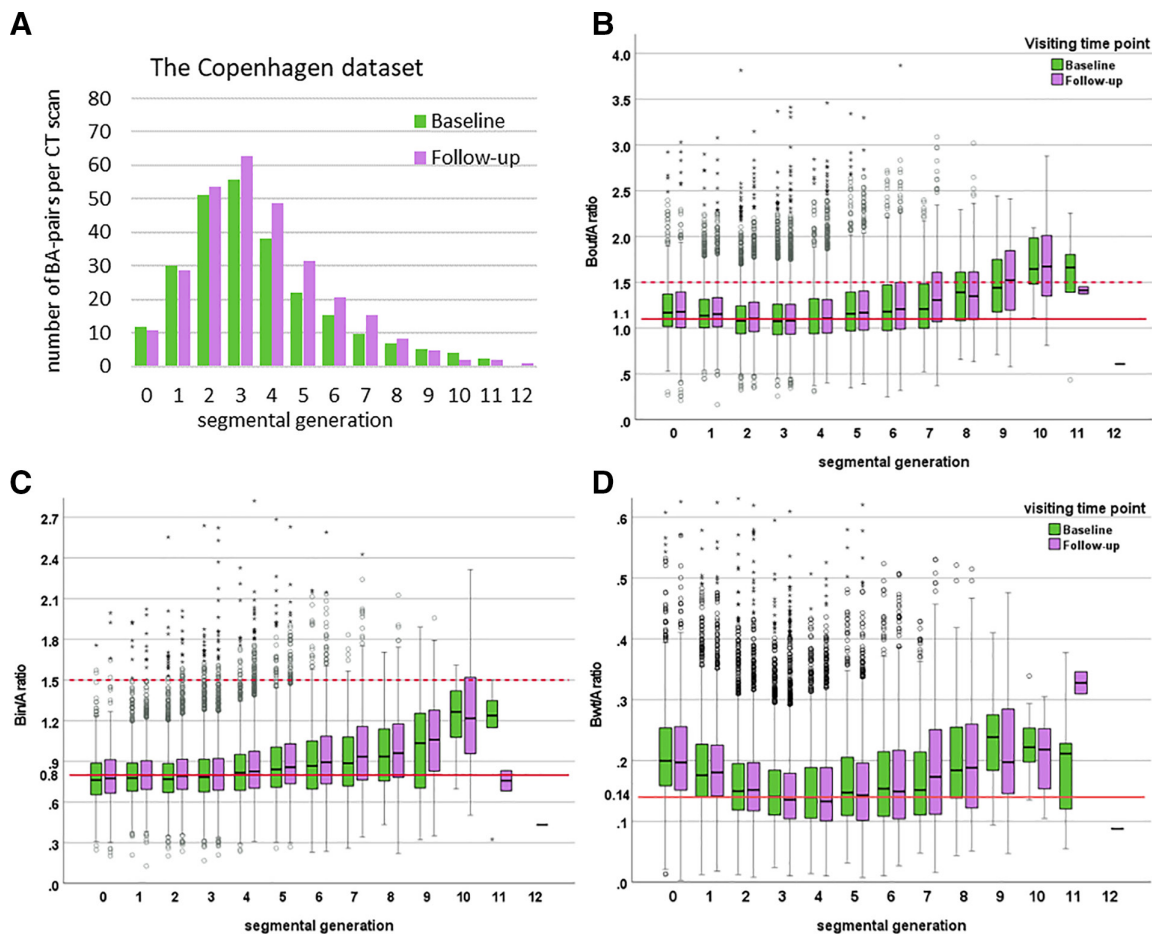 A
The Copenhagen dataset
number of BA-pairs per CT scan
80
70
60
50
40
30
20
10
0
Baseline
Follow-up
0 1 2 3 4 5 6 7 8 9 10 11 12
segmental generation
B
Visiting time point
Baseline
Follow-up
Bout/A ratio
4.0
3.5
3.0
2.5
2.0
1.5
1.1
1.0
.5
.0
0 1 2 3 4 5 6 7 8 9 10 11 12
segmental generation
C
Bin/A ratio
2.7
2.4
2.1
1.8
1.5
1.2
.9
0.8
.6
.3
.0
0 1 2 3 4 5 6 7 8 9 10 11 12
segmental generation
D
visiting time point
Baseline
Follow-up
Bwt/A ratio
.6
.5
.4
.3
.2
0.14
.1
.0
0 1 2 3 4 5 6 7 8 9 10 11 12
segmental generation